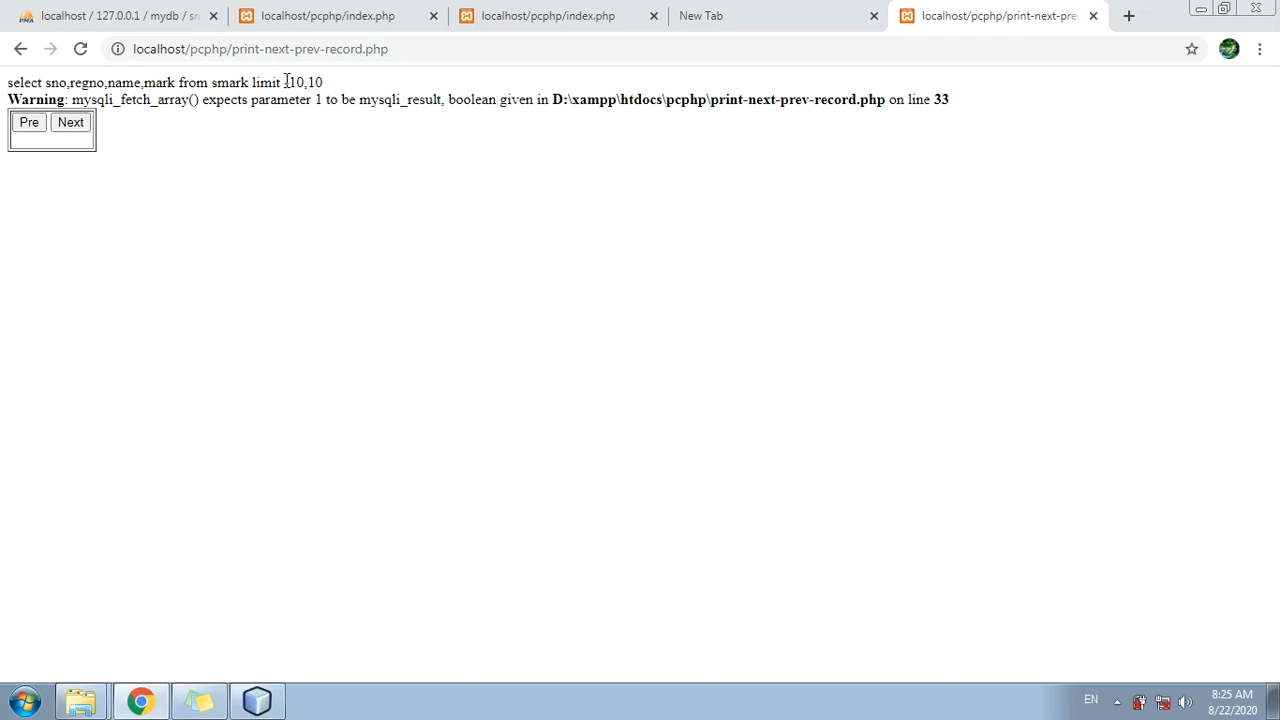 localhost / 127.0.0.1 / mydb / sr
localhost/pcphp/index.php
localhost/pcphp/index.php
New Tab
localhost/pcphp/print-next-prev-
localhost/pcphp/print-next-prev-record.php
select sno,regno,name,mark from smark limit -10,10
Warning: mysqli_fetch_array() expects parameter 1 to be mysqli_result, boolean given in D:\xampp\htdocs\pcphp\print-next-prev-record.php on line 33
Pre Next
EN
8:25 AM
8/22/2020